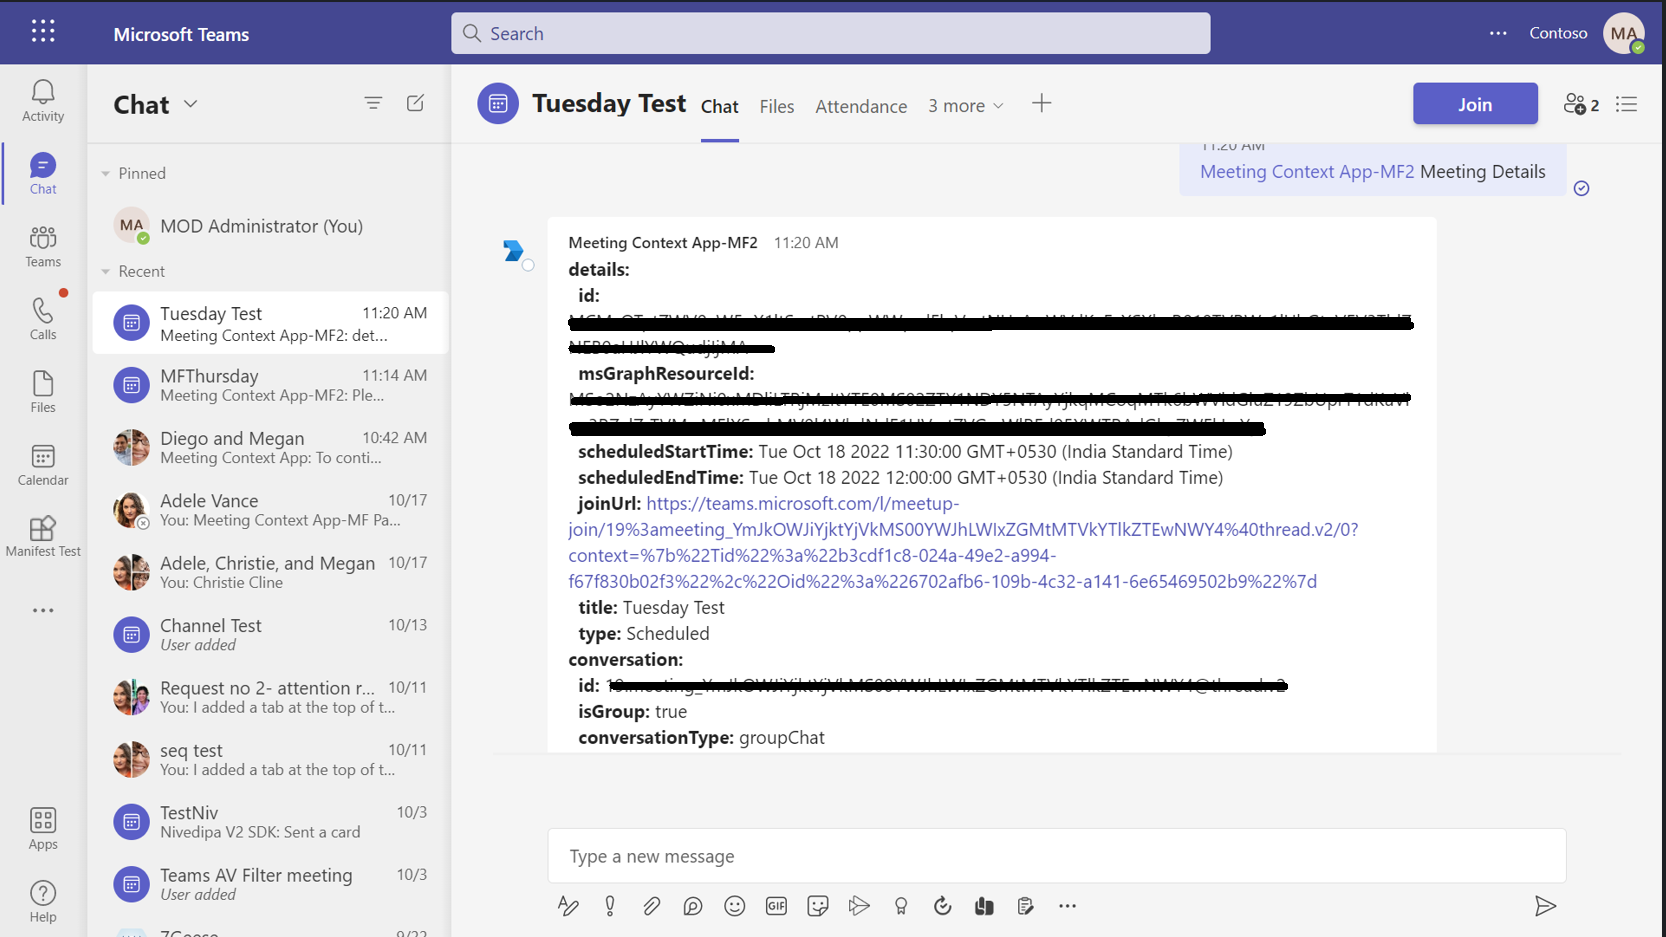 Microsoft Teams
Search
Contoso
MA
Activity
Chat
Teams
Calls
Files
Calendar
Manifest Test
Apps
Help
Chat
Pinned
MA
MOD Administrator (You)
Recent
Tuesday Test 11:20 AM
Meeting Context App-MF2: det...
MFThursday 11:14 AM
Meeting Context App-MF2: Ple...
Diego and Megan 10:42 AM
Meeting Context App: To conti...
Adele Vance 10/17
You: Meeting Context App-MF Pa...
Adele, Christie, and Megan 10/17
You: Christie Cline
Channel Test 10/13
User added
Request no 2- attention r... 10/11
You: I added a tab at the top of t...
seq test 10/11
You: I added a tab at the top of t...
TestNiv 10/3
Nivedipa V2 SDK: Sent a card
Teams AV Filter meeting 10/3
User added
Tuesday Test Chat Files Attendance 3 more
Join
2
11:20 AM
Meeting Context App-MF2 Meeting Details
Meeting Context App-MF2 11:20 AM
details:
id:
msGraphResourceId:
scheduledStartTime: Tue Oct 18 2022 11:30:00 GMT+0530 (India Standard Time)
scheduledEndTime: Tue Oct 18 2022 12:00:00 GMT+0530 (India Standard Time)
joinUrl: https://teams.microsoft.com/l/meetup-
join/19%3ameeting_YmJkOWJiYjktYjVkMS00YWJhLWIxZGMtMTVkYTlkZTEwNWY4%40thread.v2/0?
context=%7b%22Tid%22%3a%22b3cdf1c8-024a-49e2-a994-
f67f830b02f3%22%2c%22Oid%22%3a%226702afb6-109b-4c32-a141-6e65469502b9%22%7d
title: Tuesday Test
type: Scheduled
conversation:
id:
isGroup: true
conversationType: groupChat
Type a new message
GIF